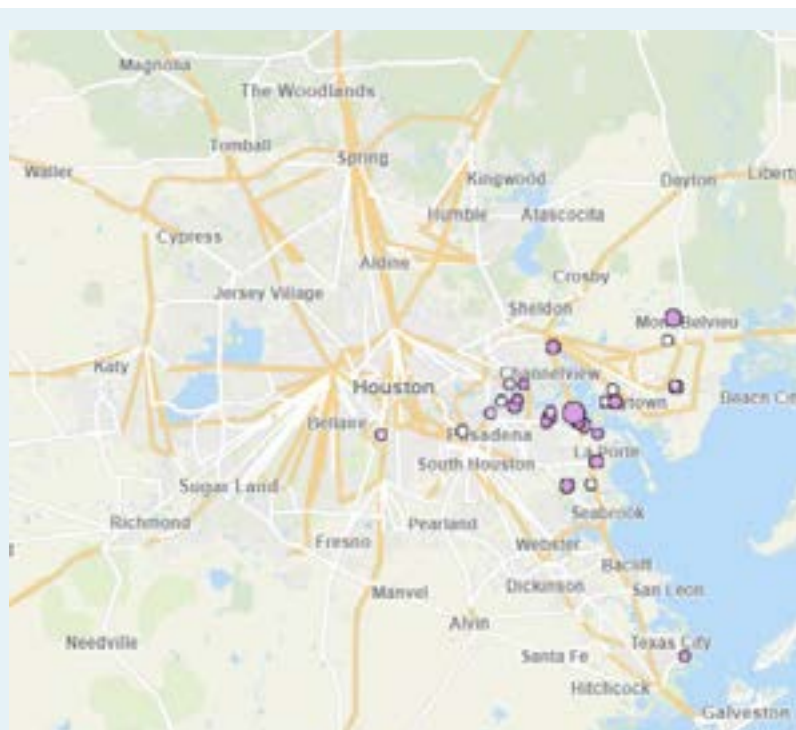 Magnolia
The Woodlands
Tomball
Spring
Waller
Kingwood
Dayton
Liberty
Humble
Atascocita
Cypress
Aldine
Crosby
Jersey Village
Sheldon
Mont Belvieu
Katy
Channelview
Houston
Beach City
Baytown
Bellaire
Pasadena
La Porte
South Houston
Sugar Land
Seabrook
Richmond
Pearland
Fresno
Webster
Bacliff
Manvel
Dickinson
San Leon
Alvin
Needville
Texas City
Santa Fe
Hitchcock
Galveston